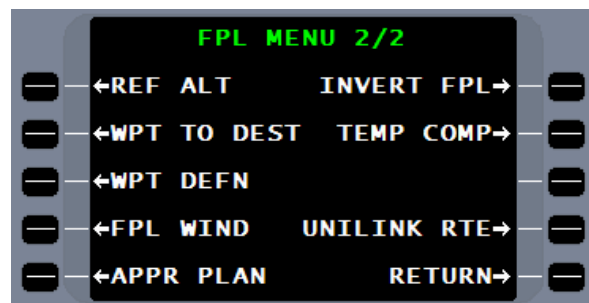 FPL MENU 2/2
←REF ALT INVERT FPL→
←WPT TO DEST TEMP COMP→
←WPT DEFN
←FPL WIND UNILINK RTE→
←APPR PLAN RETURN→